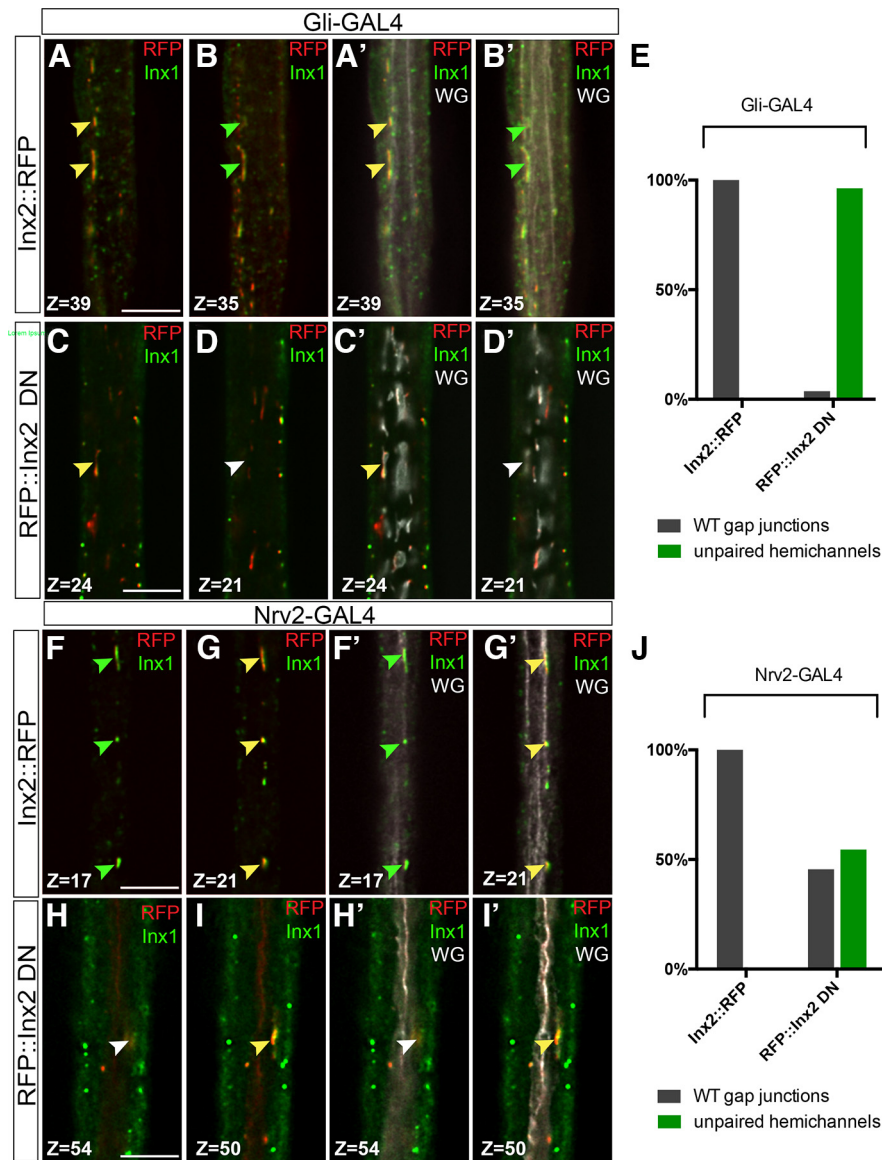 Gli-GAL4
Inx2::RFP
A
RFP
Inx1
Z=39
B
RFP
Inx1
Z=35
A’
RFP
Inx1
WG
Z=39
B’
RFP
Inx1
WG
Z=35
Lorem Ipsum
RFP::Inx2 DN
C
RFP
Inx1
Z=24
D
RFP
Inx1
Z=21
C’
RFP
Inx1
WG
Z=24
D’
RFP
Inx1
WG
Z=21
E
Gli-GAL4
100%
50%
0%
Inx2::RFP
RFP::Inx2 DN
WT gap junctions
unpaired hemichannels
Nrv2-GAL4
Inx2::RFP
F
RFP
Inx1
Z=17
G
RFP
Inx1
Z=21
F’
RFP
Inx1
WG
Z=17
G’
RFP
Inx1
WG
Z=21
RFP::Inx2 DN
H
RFP
Inx1
Z=54
I
RFP
Inx1
Z=50
H’
RFP
Inx1
WG
Z=54
I’
RFP
Inx1
WG
Z=50
J
Nrv2-GAL4
100%
50%
0%
Inx2::RFP
RFP::Inx2 DN
WT gap junctions
unpaired hemichannels